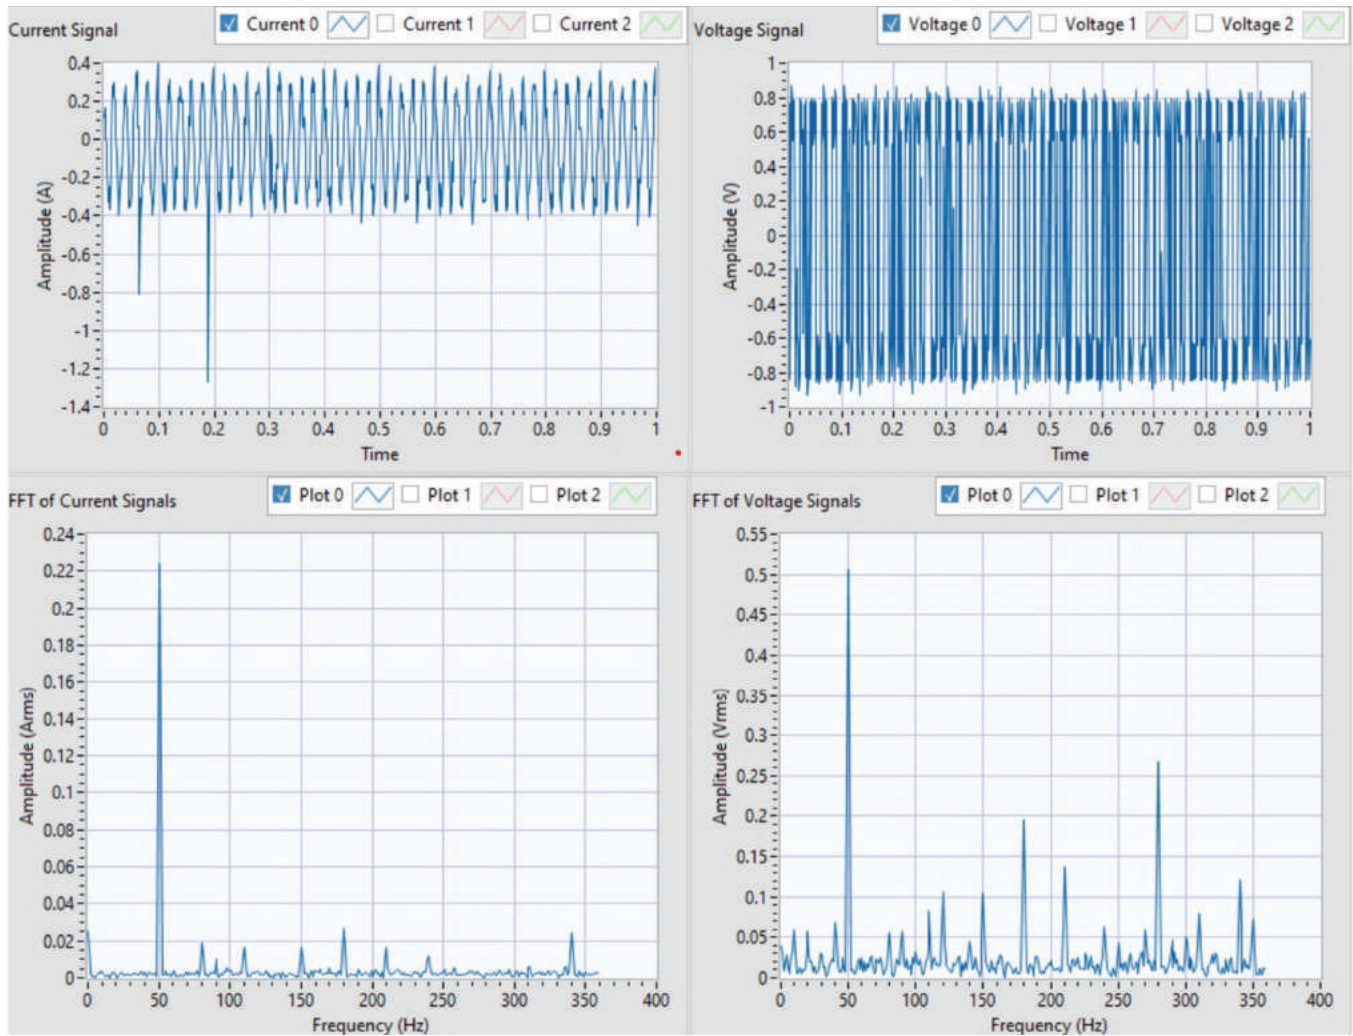 Current Signal
Current 0 Current 1 Current 2
0.4
0.2
0
-0.2
-0.4
-0.6
-0.8
-1
-1.2
-1.4
Amplitude (A)
0 0.1 0.2 0.3 0.4 0.5 0.6 0.7 0.8 0.9 1
Time
Voltage Signal
Voltage 0 Voltage 1 Voltage 2
1
0.8
0.6
0.4
0.2
0
-0.2
-0.4
-0.6
-0.8
-1
Amplitude (V)
0 0.1 0.2 0.3 0.4 0.5 0.6 0.7 0.8 0.9 1
Time
FFT of Current Signals
Plot 0 Plot 1 Plot 2
0.24
0.22
0.2
0.18
0.16
0.14
0.12
0.1
0.08
0.06
0.04
0.02
0
Amplitude (Arms)
0 50 100 150 200 250 300 350 400
Frequency (Hz)
FFT of Voltage Signals
Plot 0 Plot 1 Plot 2
0.55
0.5
0.45
0.4
0.35
0.3
0.25
0.2
0.15
0.1
0.05
0
Amplitude (Vrms)
0 50 100 150 200 250 300 350 400
Frequency (Hz)